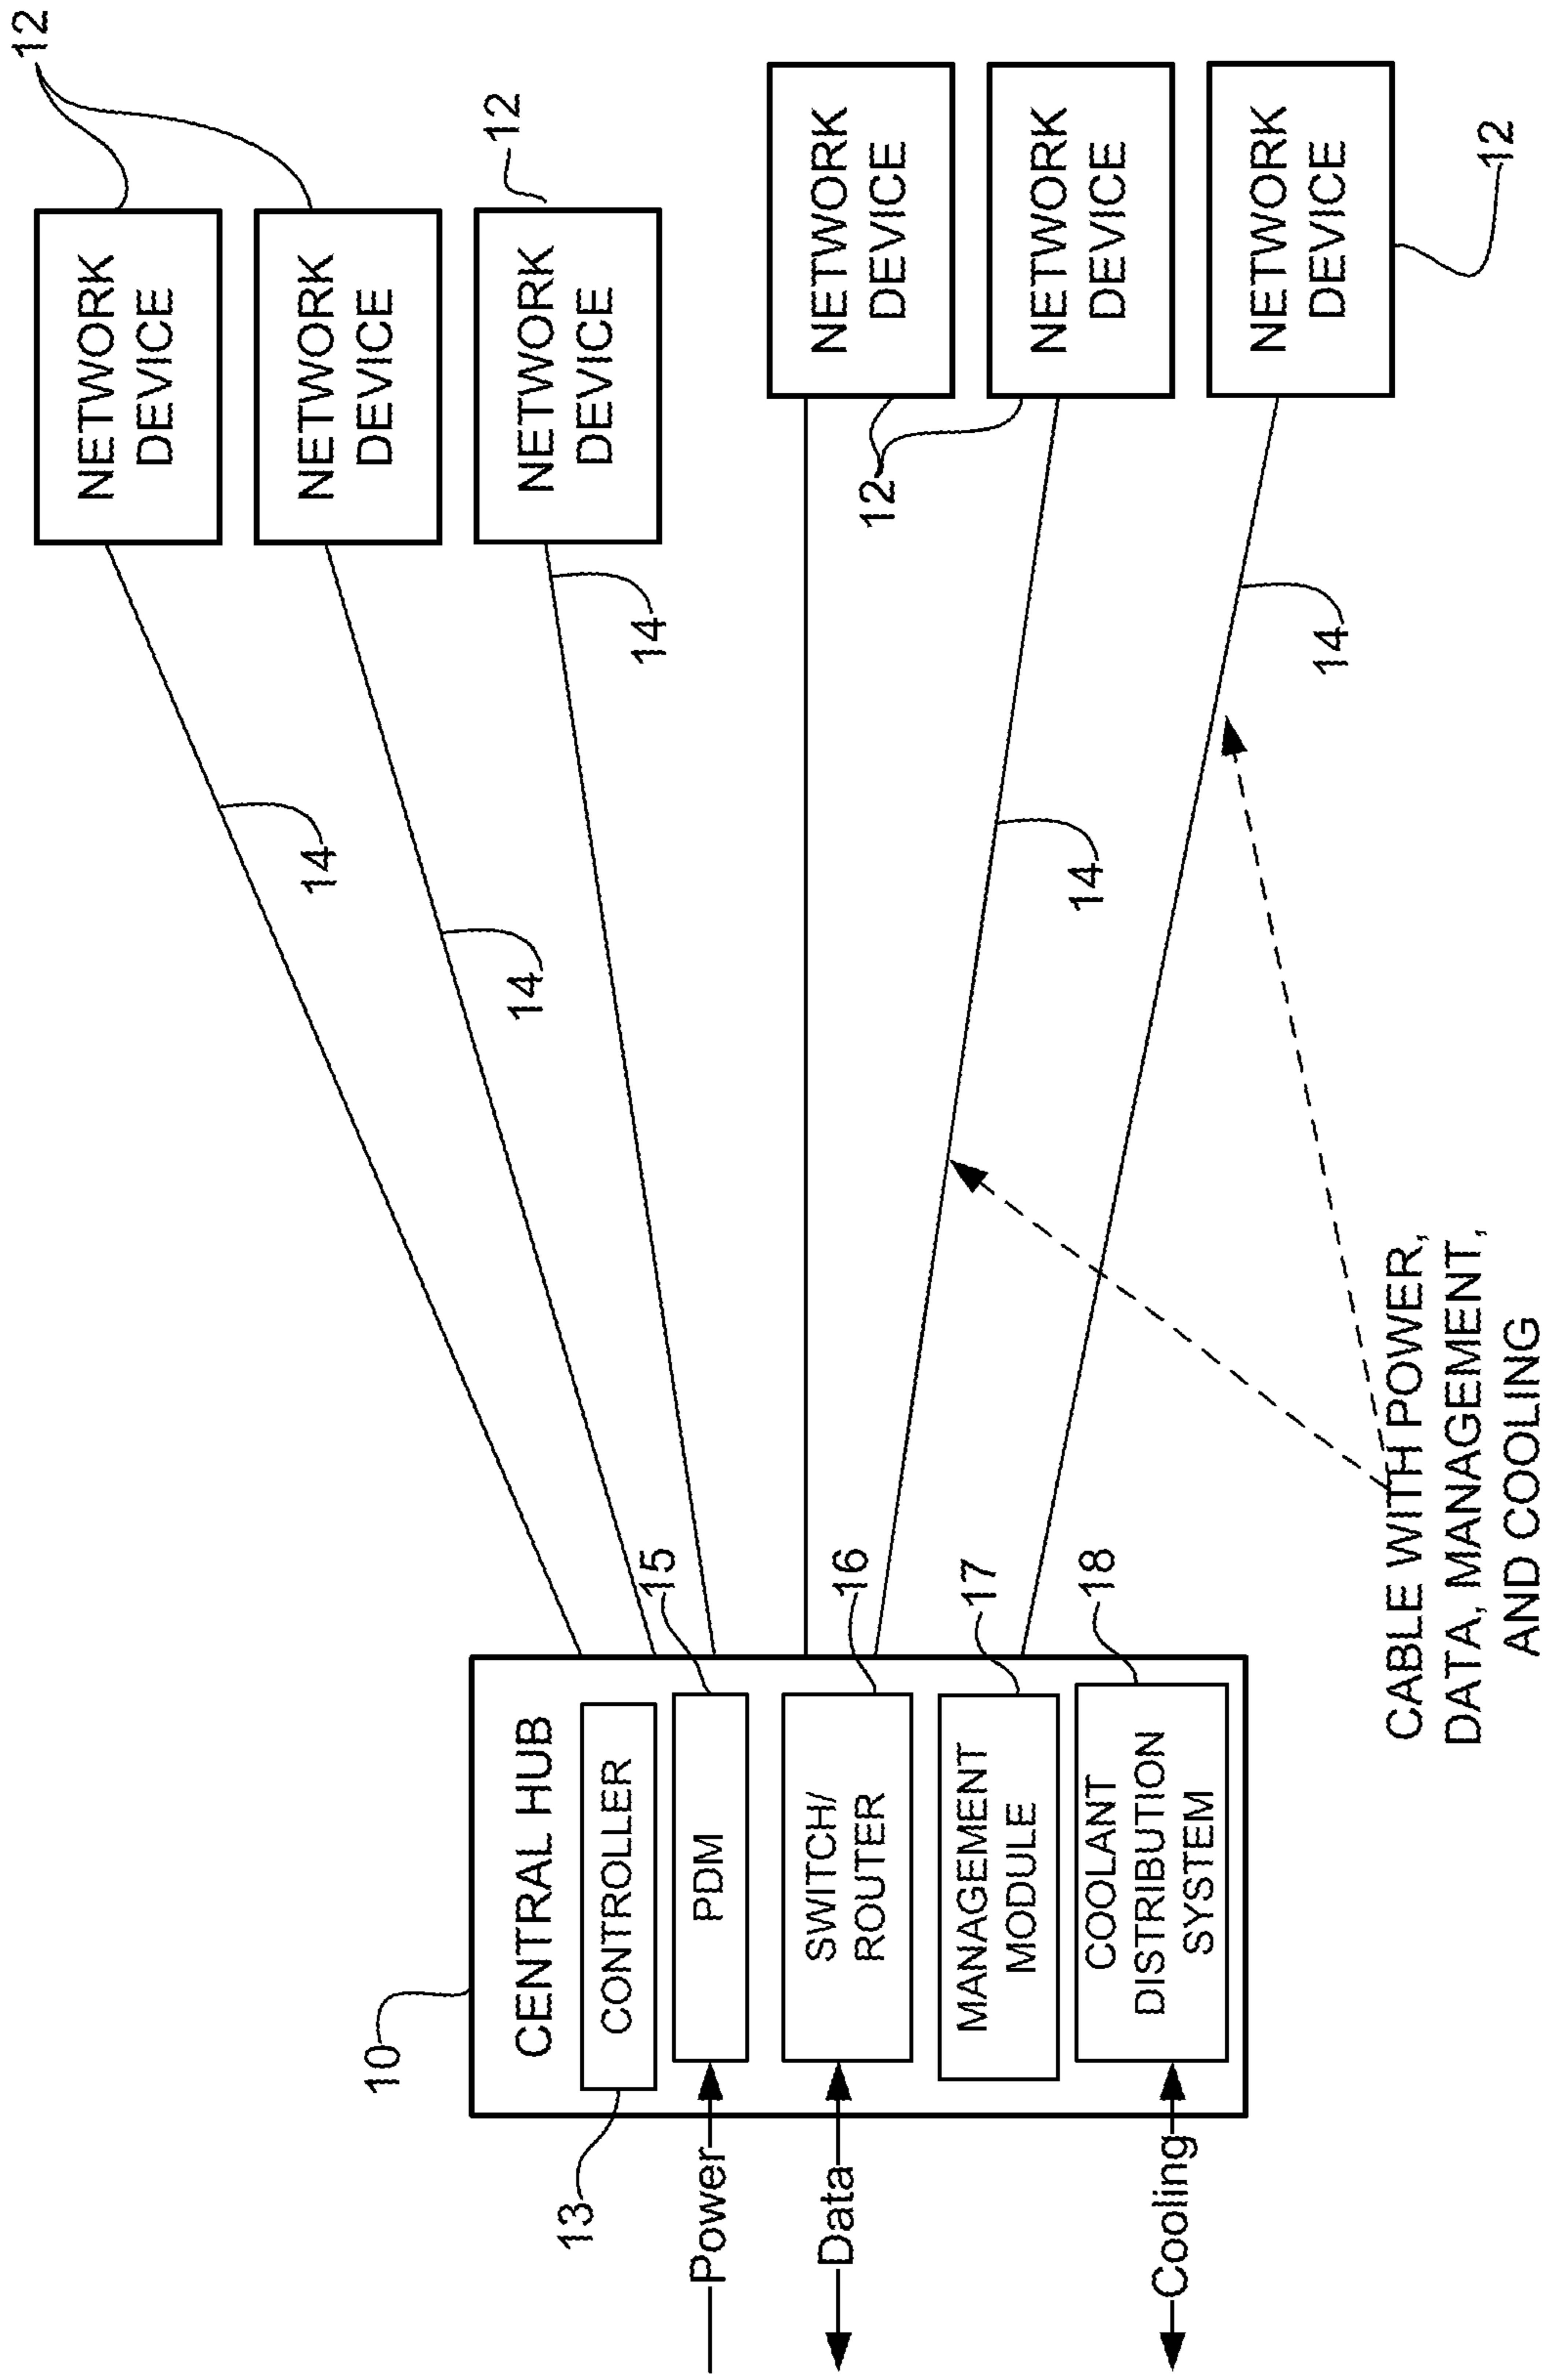 12
NETWORK
DEVICE
14
NETWORK
DEVICE
12
14
NETWORK
DEVICE
14
10
CENTRAL HUB
13
CONTROLLER
15
Power
PDM
NETWORK
DEVICE
12
16
Data
SWITCH/
ROUTER
NETWORK
DEVICE
14
17
MANAGEMENT
MODULE
18
Cooling
COOLANT
DISTRIBUTION
SYSTEM
NETWORK
DEVICE
14
12
CABLE WITH POWER,
DATA, MANAGEMENT,
AND COOLING